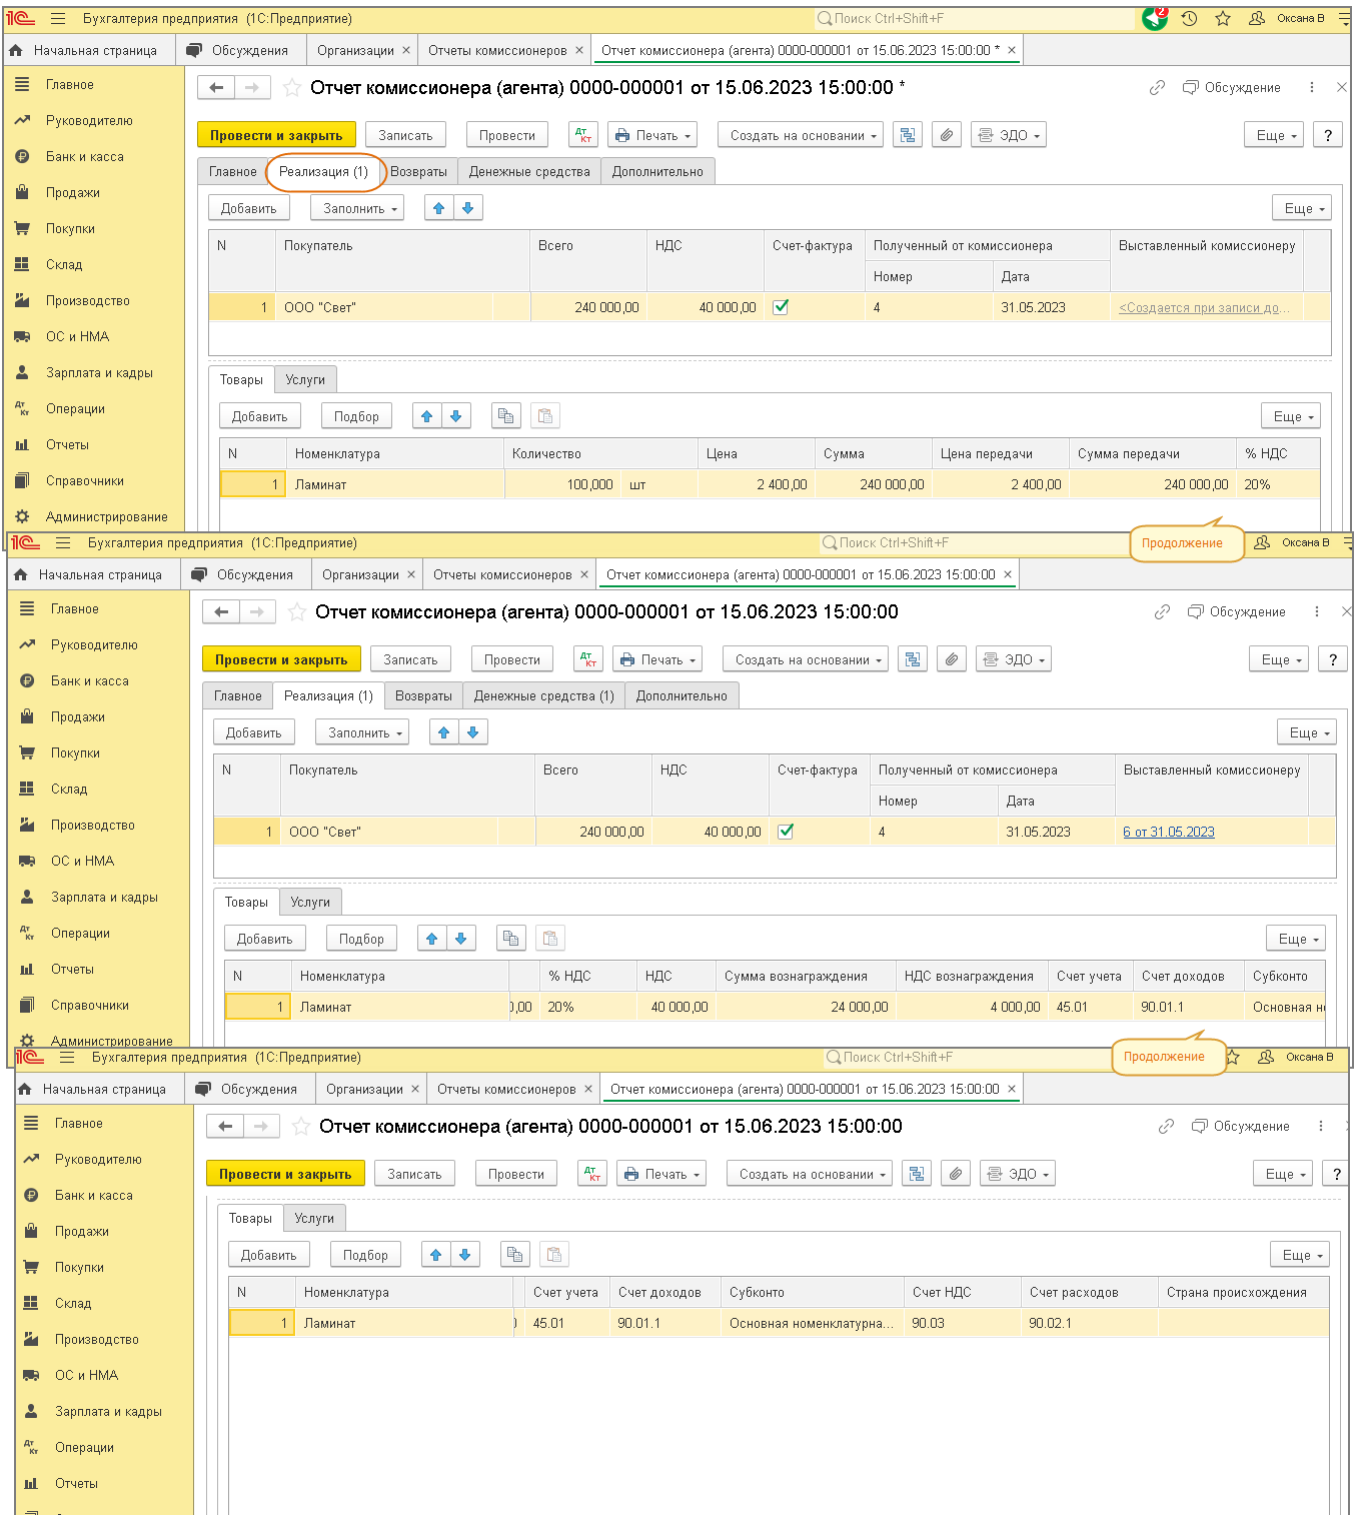 1С Бухгалтерия предприятия (1С:Предприятие) Поиск Ctrl+Shift+F 2 Оксана В
Начальная страница Обсуждения Организации × Отчеты комиссионеров × Отчет комиссионера (агента) 0000-000001 от 15.06.2023 15:00:00 * ×
Главное
Руководителю
Банк и касса
Продажи
Покупки
Склад
Производство
ОС и НМА
Зарплата и кадры
Операции
Отчеты
Справочники
Администрирование
Отчет комиссионера (агента) 0000-000001 от 15.06.2023 15:00:00 * Обсуждение
Провести и закрыть Записать Провести Дт Кт Печать Создать на основании ЭДО Еще ?
Главное Реализация (1) Возвраты Денежные средства Дополнительно
Добавить Заполнить Еще
N Покупатель Всего НДС Счет-фактура Полученный от комиссионера Выставленный комиссионеру
Номер Дата
1 ООО "Свет" 240 000,00 40 000,00 4 31.05.2023 <Создается при записи до...
Товары Услуги
Добавить Подбор Еще
N Номенклатура Количество Цена Сумма Цена передачи Сумма передачи % НДС
1 Ламинат 100,000 шт 2 400,00 240 000,00 2 400,00 240 000,00 20%
Продолжение
1С Бухгалтерия предприятия (1С:Предприятие) Поиск Ctrl+Shift+F Оксана В
Начальная страница Обсуждения Организации × Отчеты комиссионеров × Отчет комиссионера (агента) 0000-000001 от 15.06.2023 15:00:00 ×
Главное
Руководителю
Банк и касса
Продажи
Покупки
Склад
Производство
ОС и НМА
Зарплата и кадры
Операции
Отчеты
Справочники
Администрирование
Отчет комиссионера (агента) 0000-000001 от 15.06.2023 15:00:00 Обсуждение
Провести и закрыть Записать Провести Дт Кт Печать Создать на основании ЭДО Еще ?
Главное Реализация (1) Возвраты Денежные средства (1) Дополнительно
Добавить Заполнить Еще
N Покупатель Всего НДС Счет-фактура Полученный от комиссионера Выставленный комиссионеру
Номер Дата
1 ООО "Свет" 240 000,00 40 000,00 4 31.05.2023 6 от 31.05.2023
Товары Услуги
Добавить Подбор Еще
N Номенклатура % НДС НДС Сумма вознаграждения НДС вознаграждения Счет учета Счет доходов Субконто
1 Ламинат 0,00 20% 40 000,00 24 000,00 4 000,00 45.01 90.01.1 Основная н
Продолжение
1С Бухгалтерия предприятия (1С:Предприятие) Поиск Ctrl+Shift+F Оксана В
Начальная страница Обсуждения Организации × Отчеты комиссионеров × Отчет комиссионера (агента) 0000-000001 от 15.06.2023 15:00:00 ×
Главное
Руководителю
Банк и касса
Продажи
Покупки
Склад
Производство
ОС и НМА
Зарплата и кадры
Операции
Отчеты
Отчет комиссионера (агента) 0000-000001 от 15.06.2023 15:00:00 Обсуждение
Провести и закрыть Записать Провести Дт Кт Печать Создать на основании ЭДО Еще ?
Товары Услуги
Добавить Подбор Еще
N Номенклатура Счет учета Счет доходов Субконто Счет НДС Счет расходов Страна происхождения
1 Ламинат 45.01 90.01.1 Основная номенклатурна... 90.03 90.02.1